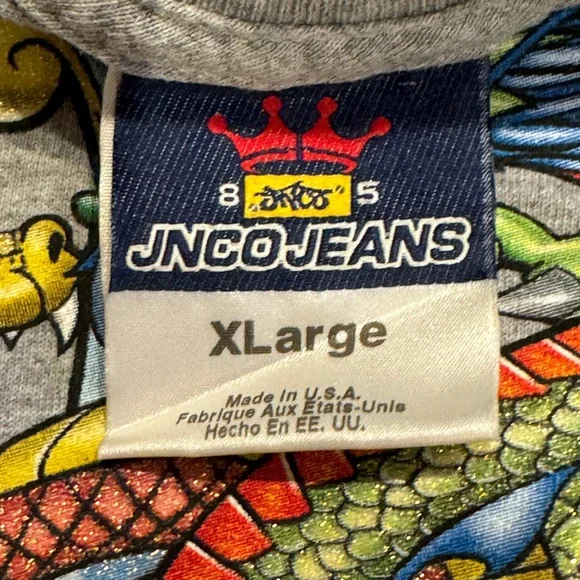 8 JNCO 5
JNCO JEANS
XLarge
Made In U.S.A.
Fabrique Aux Etats-Unis
Hecho En EE. UU.